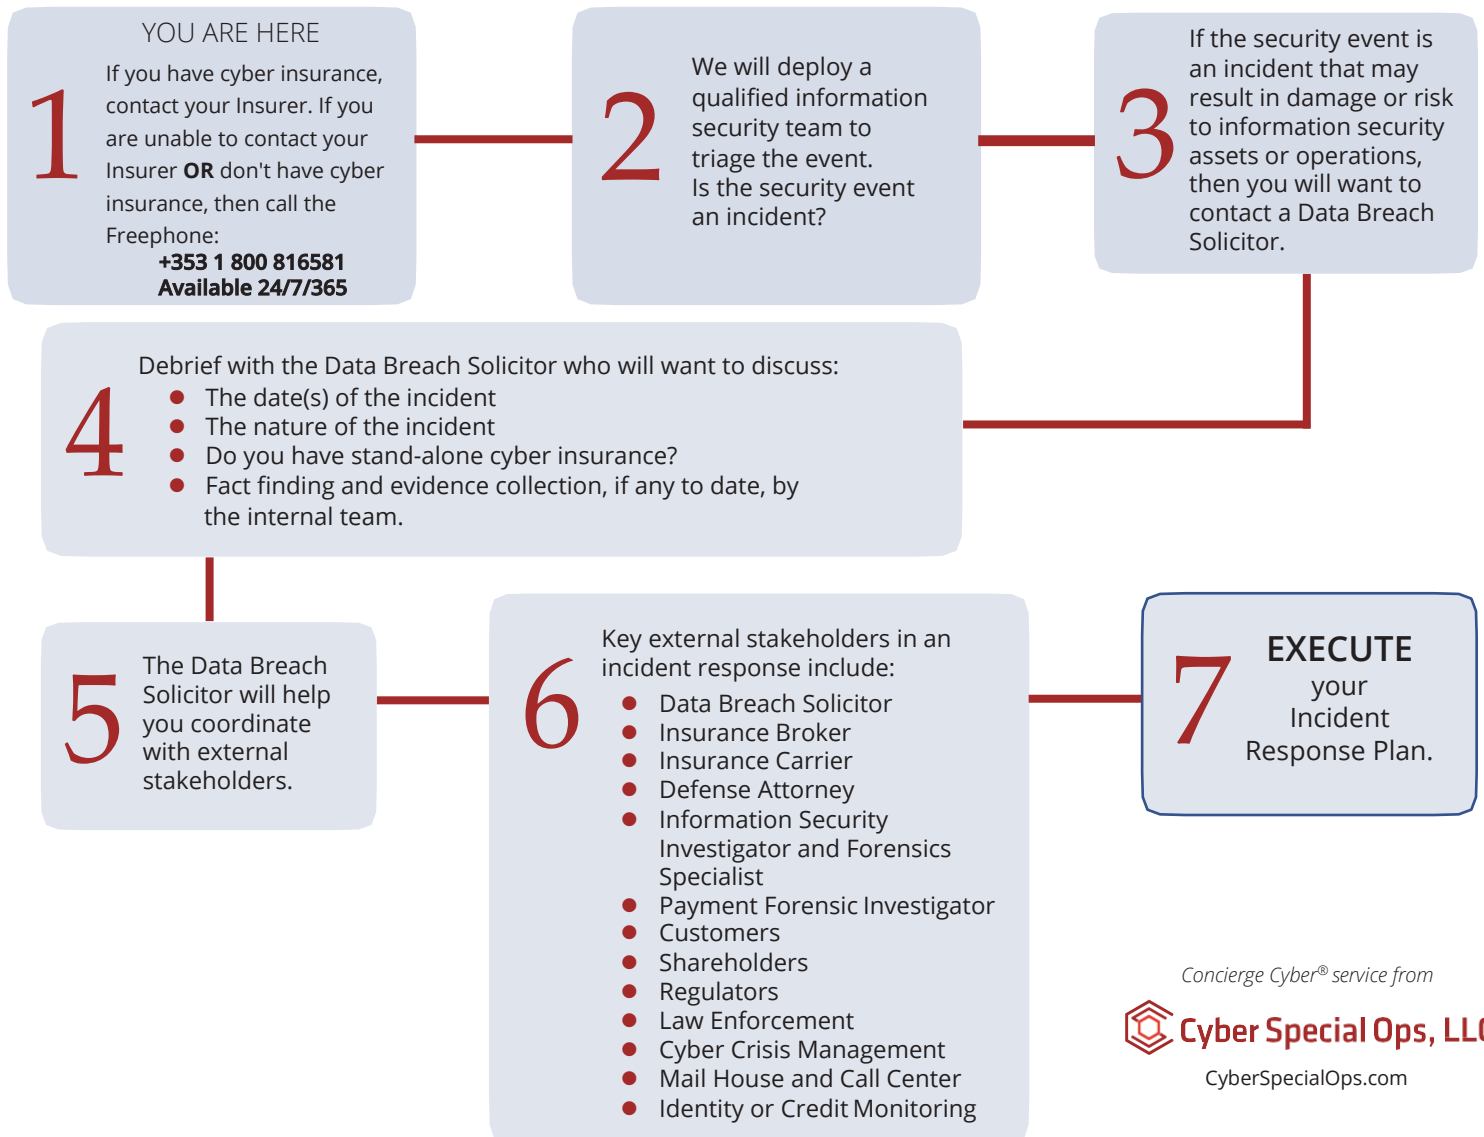 YOU ARE HERE
1
If you have cyber insurance,
contact your Insurer. If you
are unable to contact your
Insurer OR don't have cyber
insurance, then call the
Freephone:
+353 1 800 816581
Available 24/7/365
2
We will deploy a
qualified information
security team to
triage the event.
Is the security event
an incident?
3
If the security event is
an incident that may
result in damage or risk
to information security
assets or operations,
then you will want to
contact a Data Breach
Solicitor.
4
Debrief with the Data Breach Solicitor who will want to discuss:
● The date(s) of the incident
● The nature of the incident
● Do you have stand-alone cyber insurance?
● Fact finding and evidence collection, if any to date, by
the internal team.
5
The Data Breach
Solicitor will help
you coordinate
with external
stakeholders.
6
Key external stakeholders in an
incident response include:
● Data Breach Solicitor
● Insurance Broker
● Insurance Carrier
● Defense Attorney
● Information Security
Investigator and Forensics
Specialist
● Payment Forensic Investigator
● Customers
● Shareholders
● Regulators
● Law Enforcement
● Cyber Crisis Management
● Mail House and Call Center
● Identity or Credit Monitoring
7
EXECUTE
your
Incident
Response Plan.
Concierge Cyber® service from
Cyber Special Ops, LLC
CyberSpecialOps.com